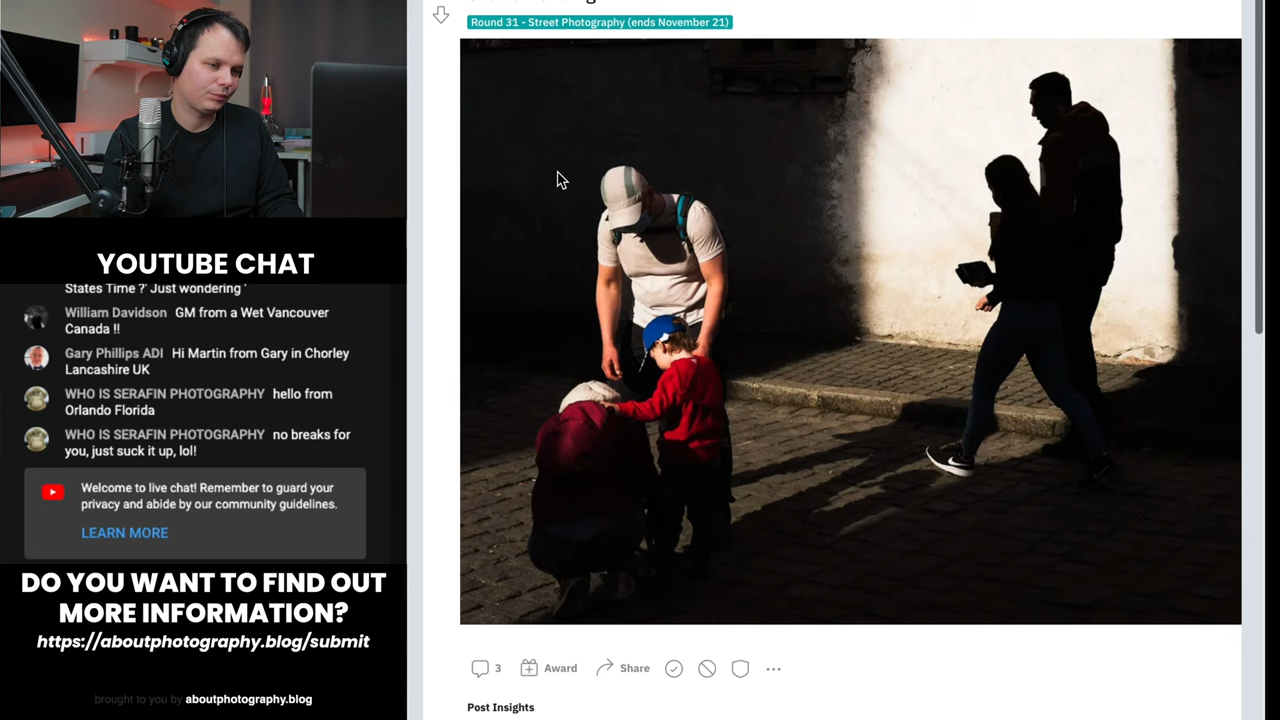 Round 31 - Street Photography (ends November 21)
YOUTUBE CHAT
States Time ?' Just wondering '
William Davidson GM from a Wet Vancouver
Canada !!
Gary Phillips ADI Hi Martin from Gary in Chorley
Lancashire UK
WHO IS SERAFIN PHOTOGRAPHY hello from
Orlando Florida
WHO IS SERAFIN PHOTOGRAPHY no breaks for
you, just suck it up, lol!
Welcome to live chat! Remember to guard your
privacy and abide by our community guidelines.
LEARN MORE
DO YOU WANT TO FIND OUT
MORE INFORMATION?
https://aboutphotography.blog/submit
brought to you by aboutphotography.blog
3 Award Share
Post Insights